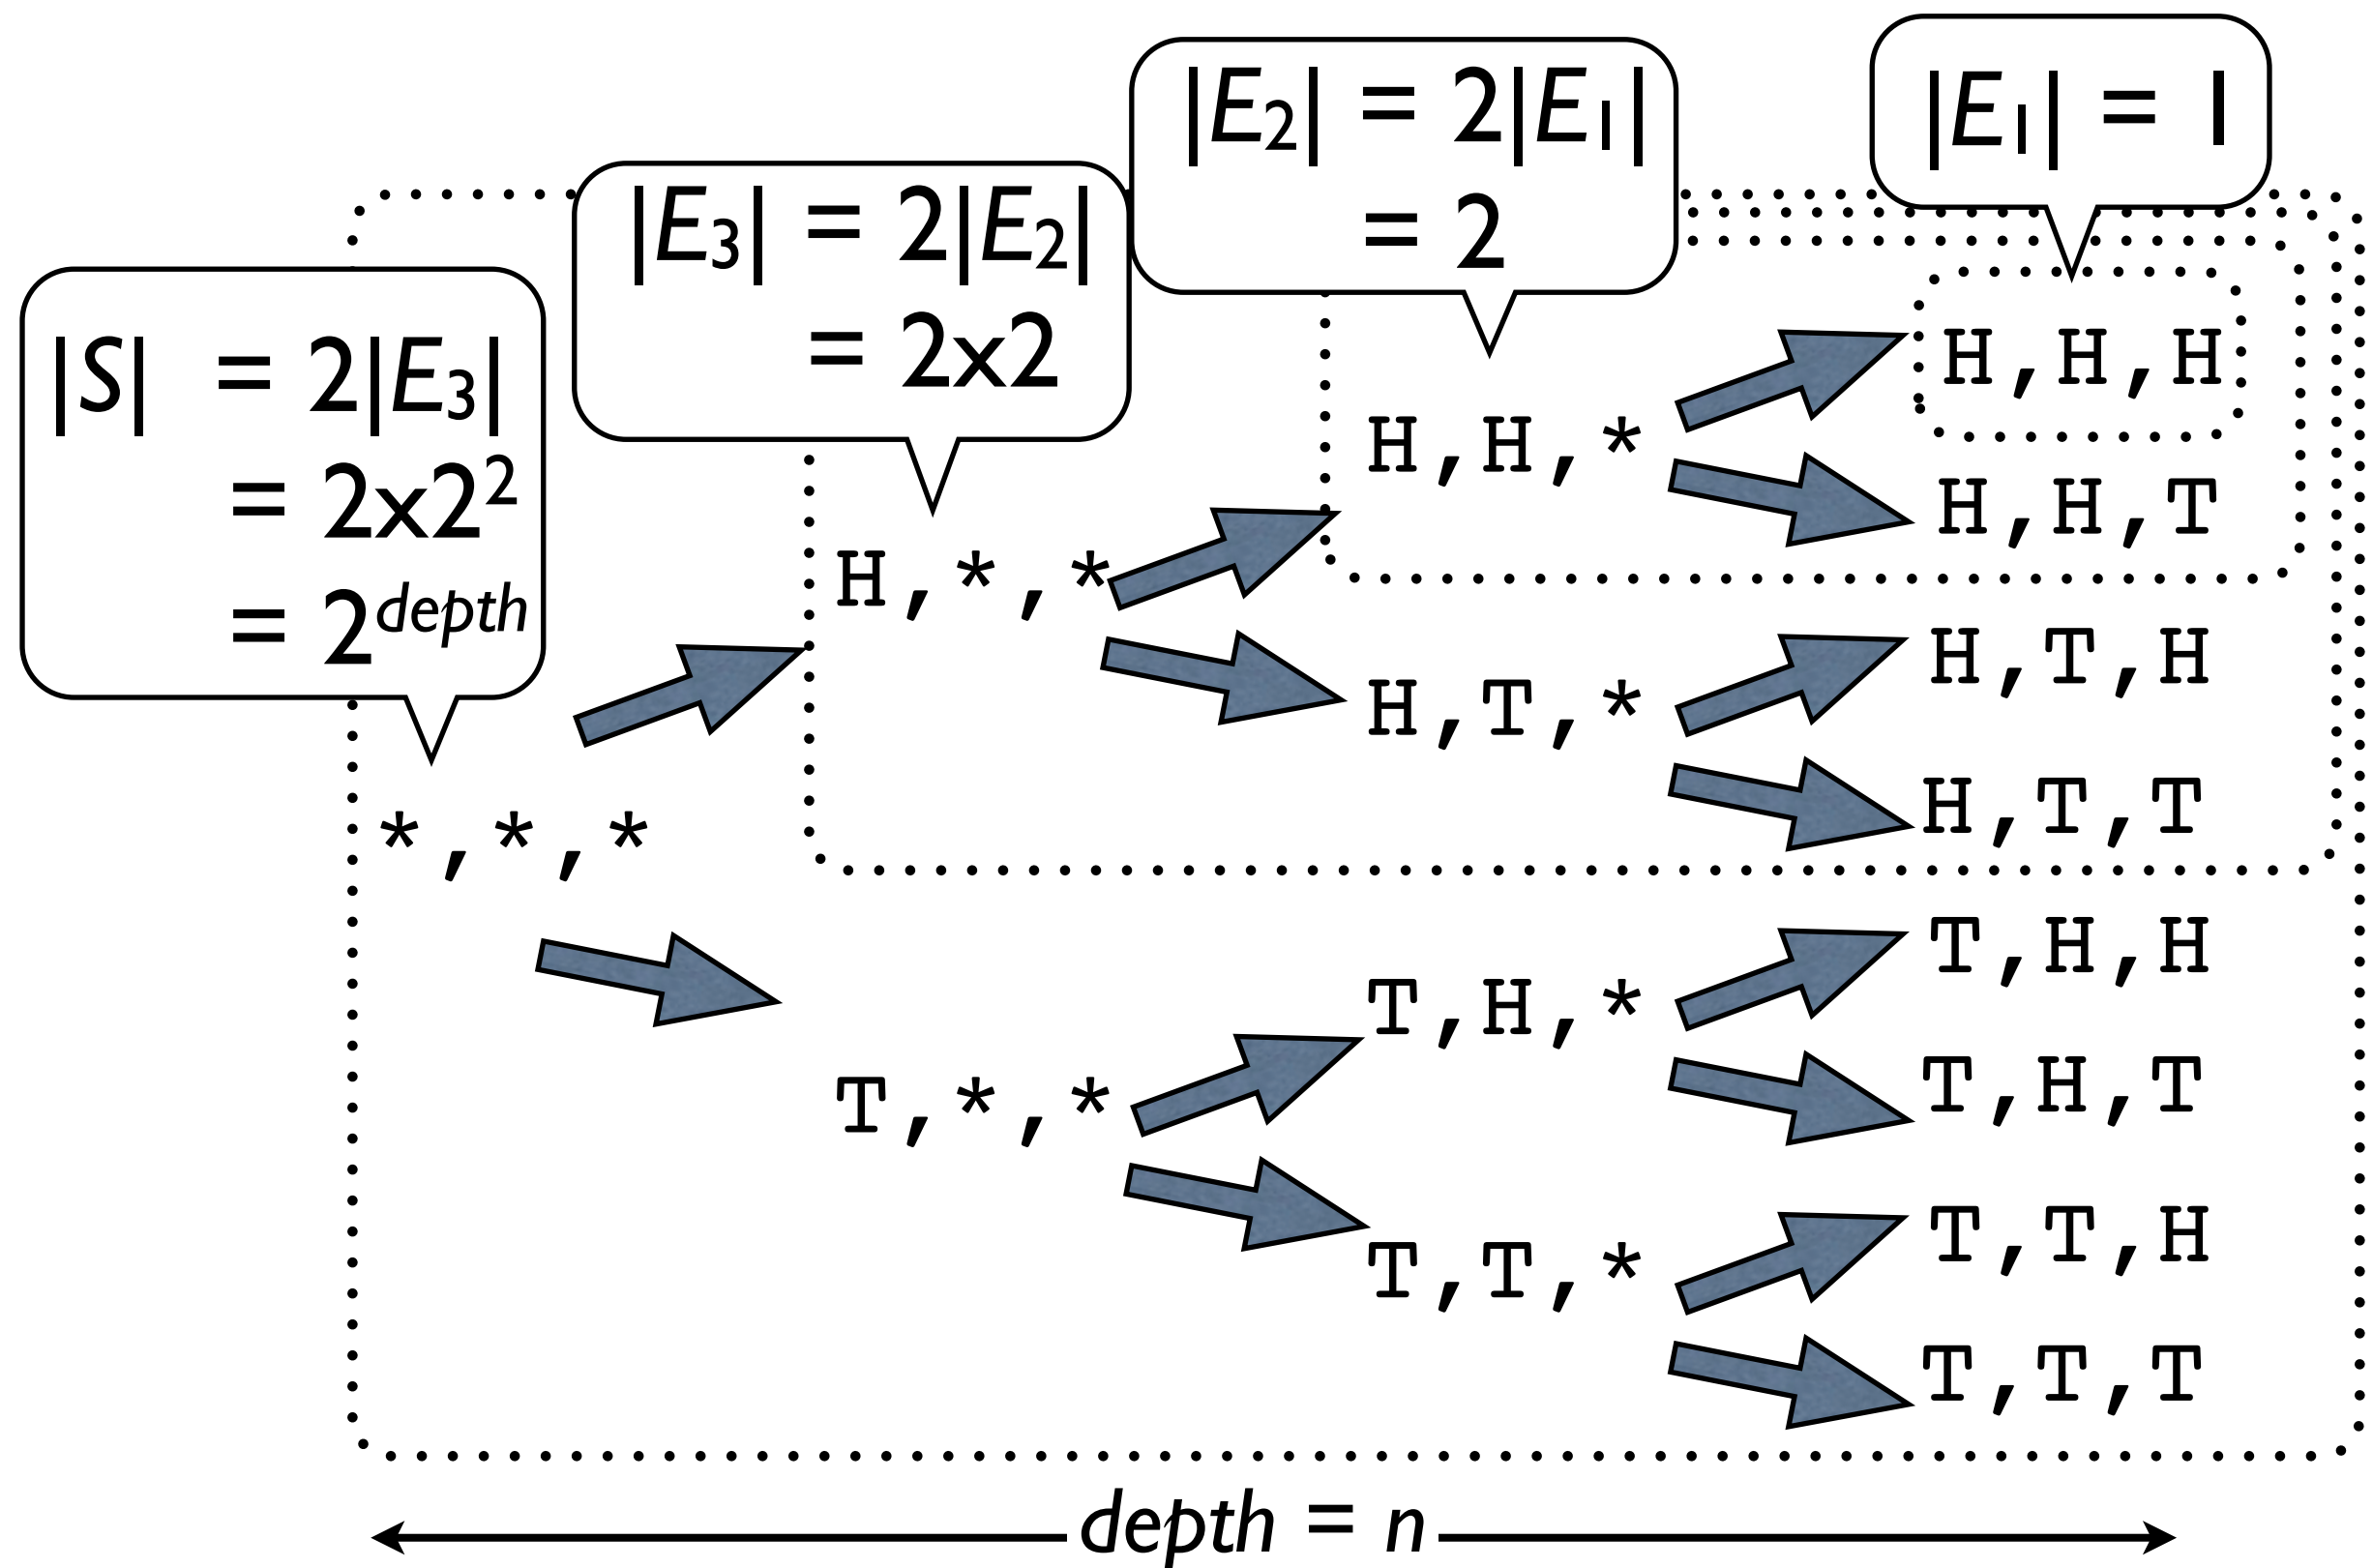 |E₁| = 1
|E₂| = 2|E₁|
= 2
|E₃| = 2|E₂|
= 2x2
|S| = 2|E₃|
= 2x2²
= 2^depth
H,H,H
H,H,*
H,H,T
H,*,*
H,T,H
H,T,*
H,T,T
*,*,*
T,H,H
T,H,*
T,H,T
T,*,*
T,T,H
T,T,*
T,T,T
depth = n